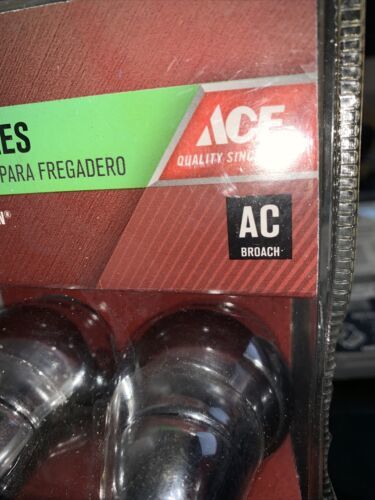 ACE
ES
QUALITY SINC
PARA FREGADERO
N®
AC
BROACH